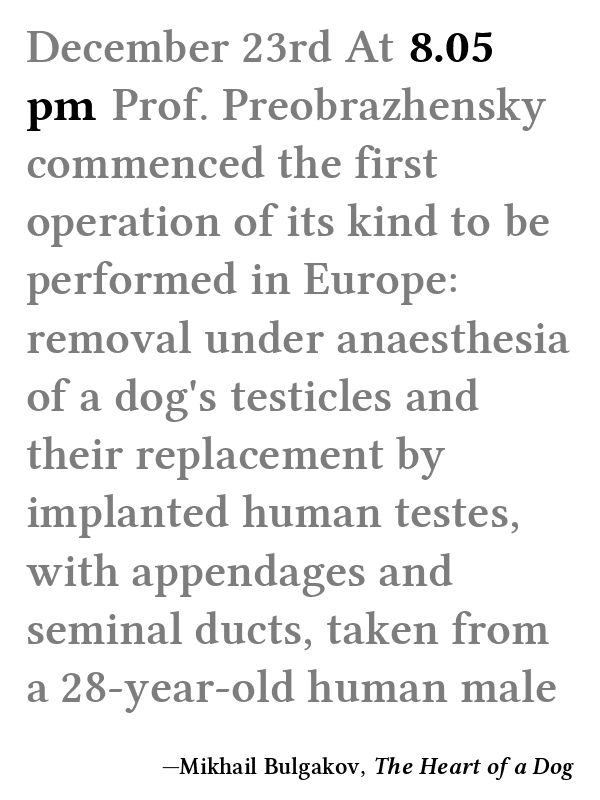 December 23rd At 8.05
pm Prof. Preobrazhensky
commenced the first
operation of its kind to be
performed in Europe:
removal under anaesthesia
of a dog's testicles and
their replacement by
implanted human testes,
with appendages and
seminal ducts, taken from
a 28-year-old human male
—Mikhail Bulgakov, The Heart of a Dog